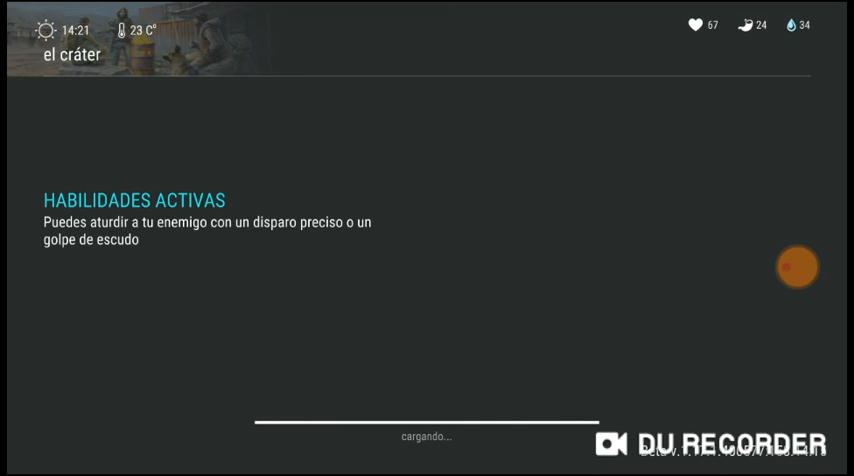 14:21 23 Cº 67 24 34
el cráter
HABILIDADES ACTIVAS
Puedes aturdir a tu enemigo con un disparo preciso o un
golpe de escudo
cargando...
DU RECORDER